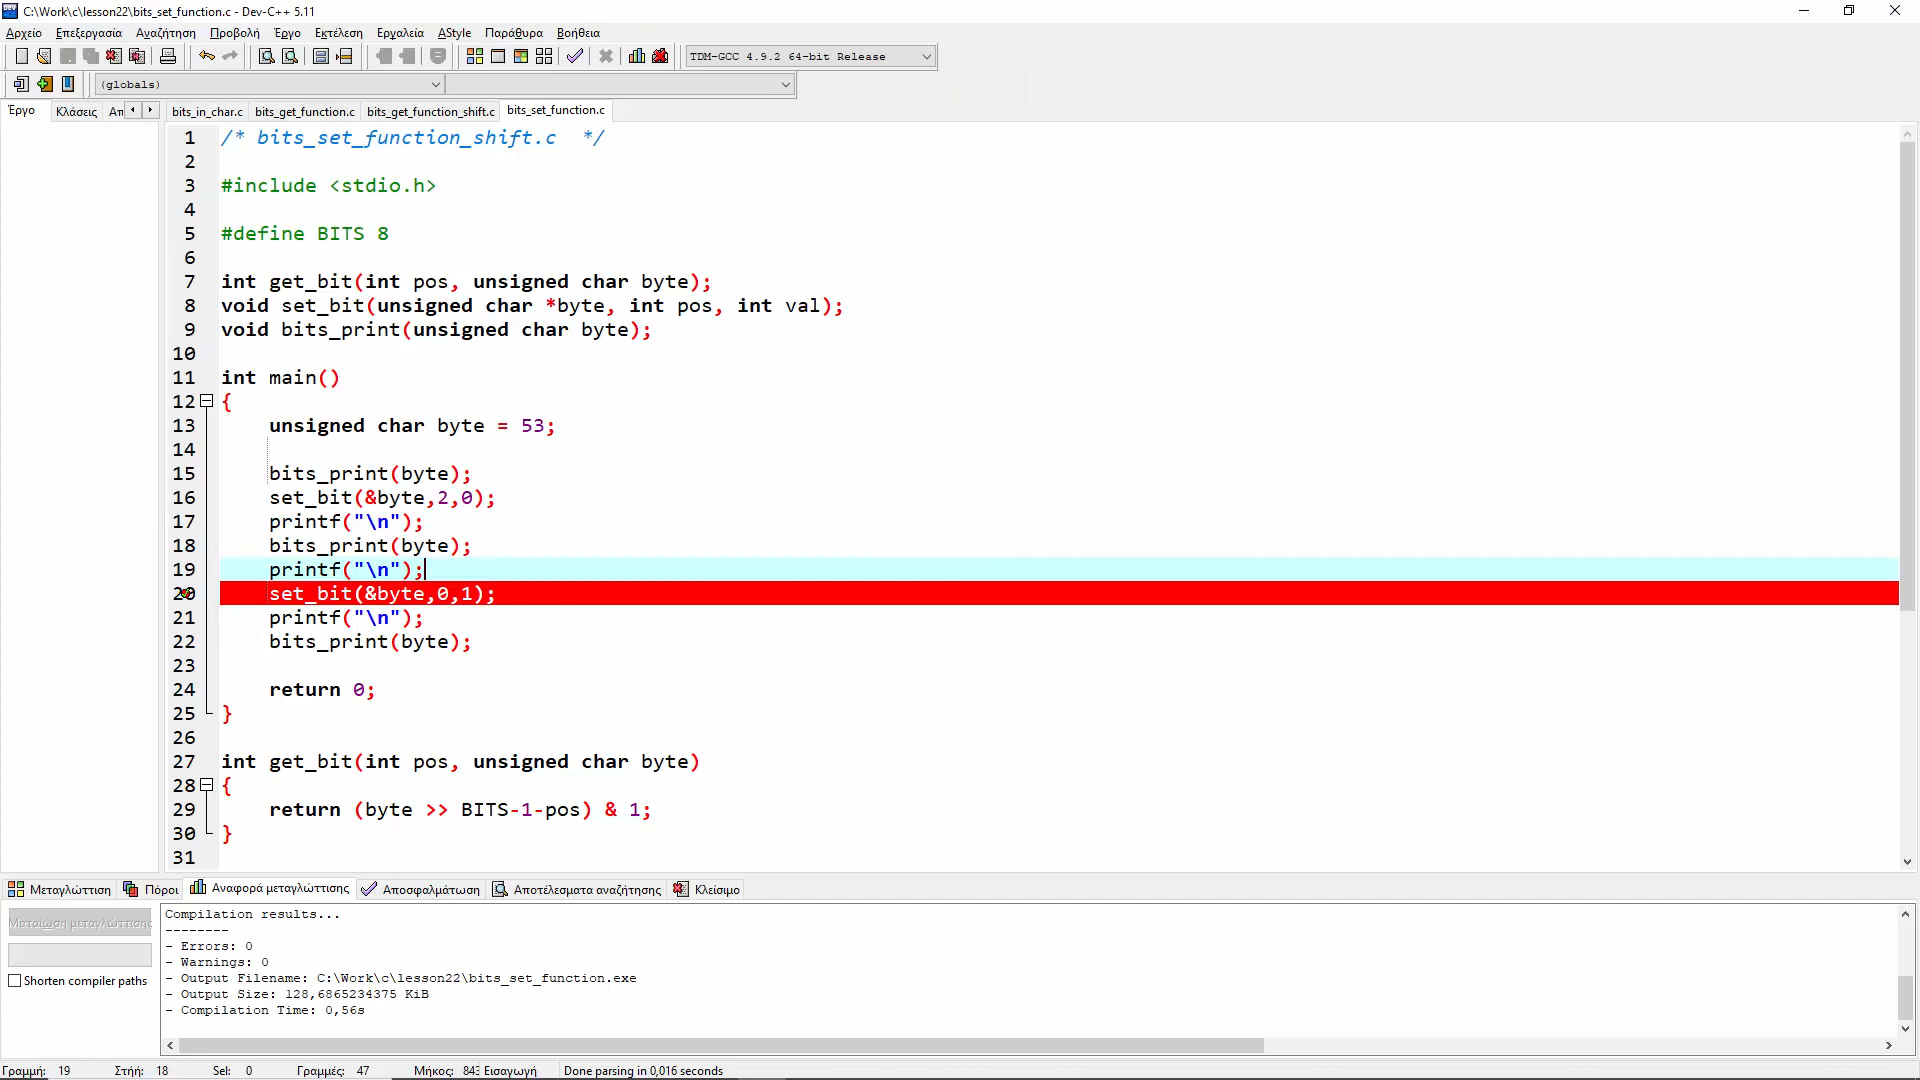 C:\Work\c\lesson22\bits_set_function.c - Dev-C++ 5.11
Αρχείο Επεξεργασία Αναζήτηση Προβολή Έργο Εκτέλεση Εργαλεία AStyle Παράθυρα Βοήθεια
TDM-GCC 4.9.2 64-bit Release
(globals)
Έργο Κλάσεις Απ bits_in_char.c bits_get_function.c bits_get_function_shift.c bits_set_function.c
1 /* bits_set_function_shift.c  */
2
3 #include <stdio.h>
4
5 #define BITS 8
6
7 int get_bit(int pos, unsigned char byte);
8 void set_bit(unsigned char *byte, int pos, int val);
9 void bits_print(unsigned char byte);
10
11 int main()
12 {
13     unsigned char byte = 53;
14
15     bits_print(byte);
16     set_bit(&byte,2,0);
17     printf("\n");
18     bits_print(byte);
19     printf("\n");
20     set_bit(&byte,0,1);
21     printf("\n");
22     bits_print(byte);
23
24     return 0;
25 }
26
27 int get_bit(int pos, unsigned char byte)
28 {
29     return (byte >> BITS-1-pos) & 1;
30 }
31
Μεταγλώττιση Πόροι Αναφορά μεταγλώττισης Αποσφαλμάτωση Αποτέλεσματα αναζήτησης Κλείσιμο
Ματαίωση μεταγλώττισης
Shorten compiler paths
Compilation results...
--------
- Errors: 0
- Warnings: 0
- Output Filename: C:\Work\c\lesson22\bits_set_function.exe
- Output Size: 128,6865234375 KiB
- Compilation Time: 0,56s
Γραμμή: 19 Στήή: 18 Sel: 0 Γραμμές: 47 Μήκος: 843 Εισαγωγή Done parsing in 0,016 seconds